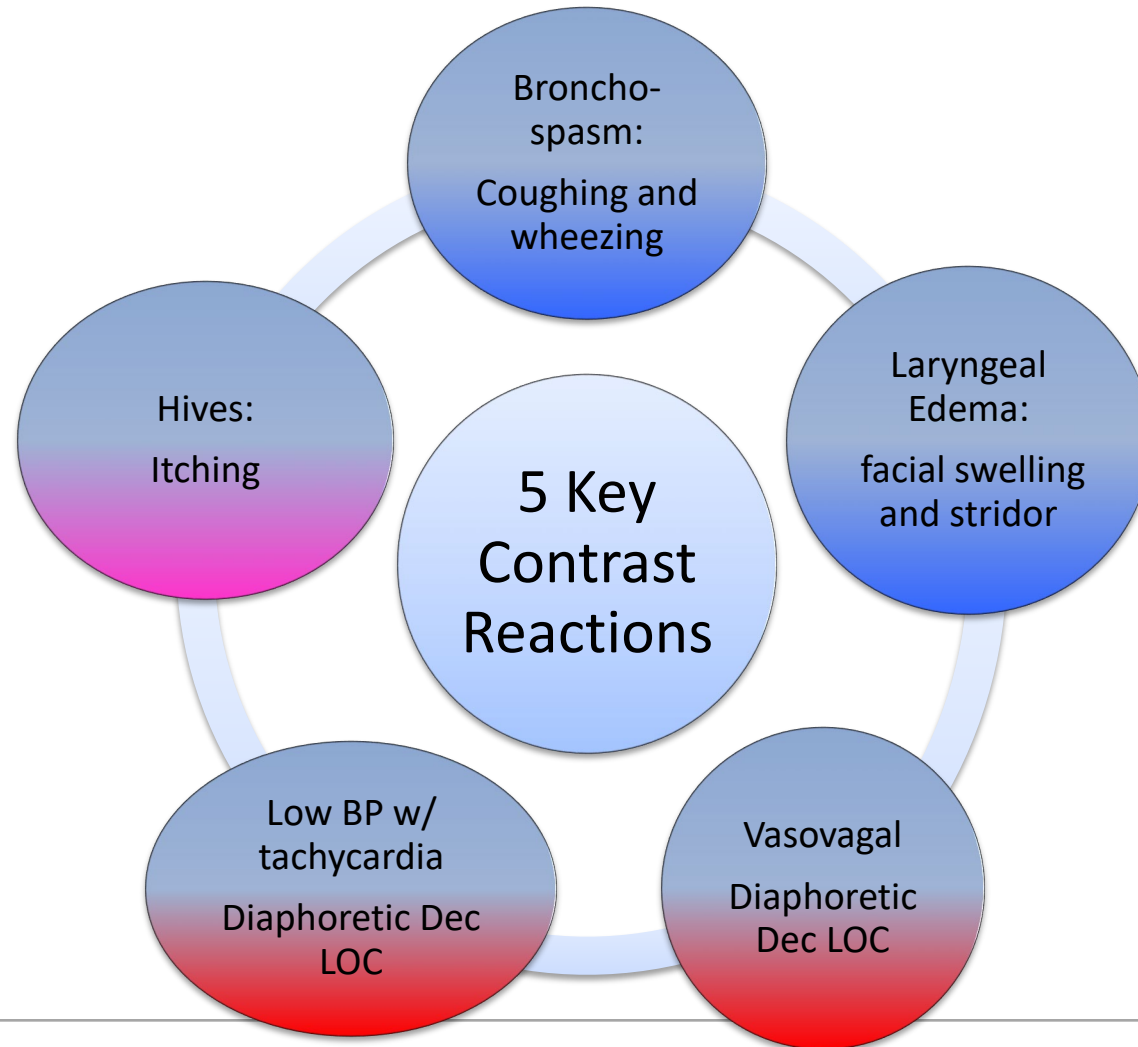 Broncho-
spasm:
Coughing and
wheezing
Laryngeal
Edema:
facial swelling
and stridor
Vasovagal
Diaphoretic
Dec LOC
Low BP w/
tachycardia
Diaphoretic Dec
LOC
Hives:
Itching
5 Key
Contrast
Reactions